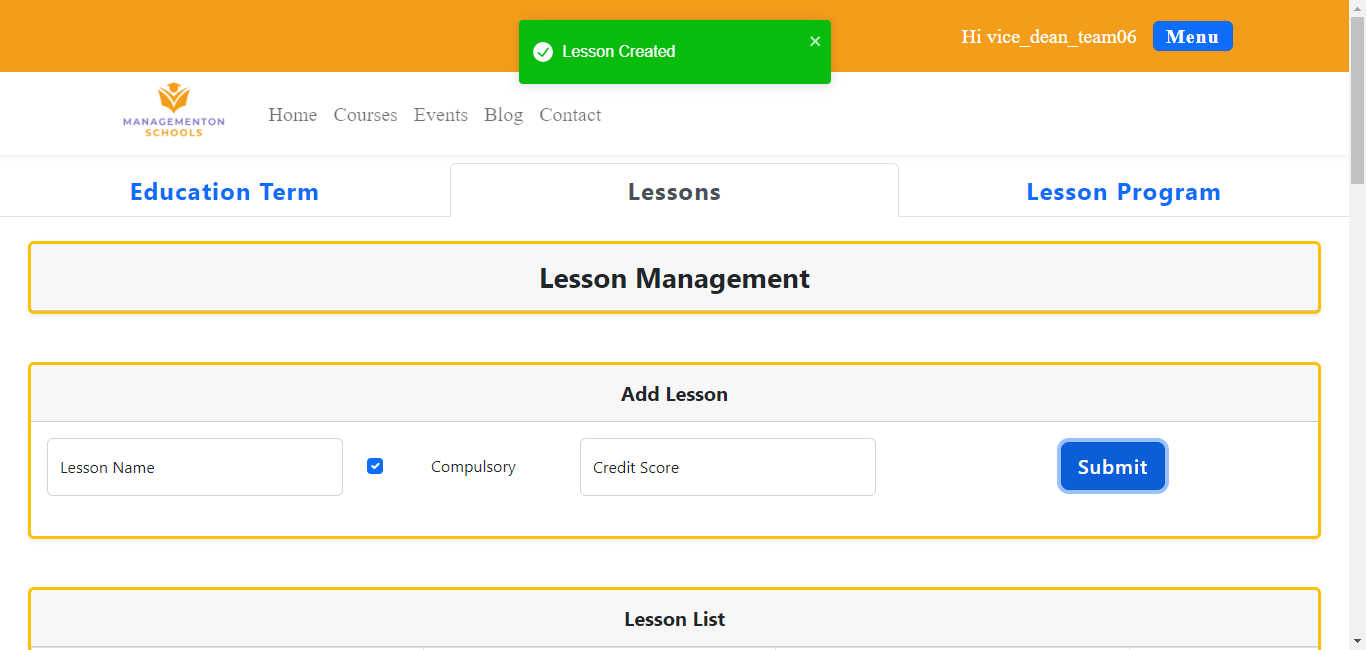 Lesson Created
Hi vice_dean_team06 Menu
MANAGEMENTON
SCHOOLS
Home Courses Events Blog Contact
Education Term Lessons Lesson Program
Lesson Management
Add Lesson
Lesson Name Compulsory Credit Score Submit
Lesson List